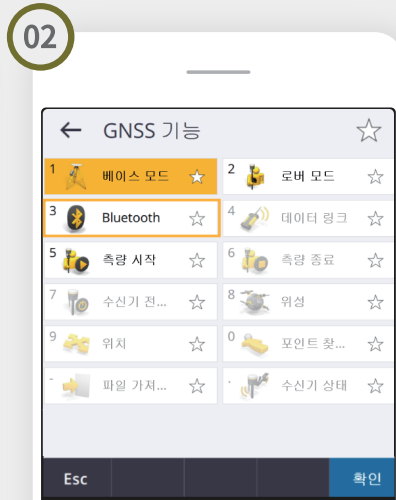 02
← GNSS 기능
1 베이스 모드
2 로버 모드
3 Bluetooth
4 데이터 링크
5 측량 시작
6 측량 종료
7 수신기 전...
8 위성
9 위치
0 포인트 찾...
- 파일 가져...
. 수신기 상태
Esc
확인